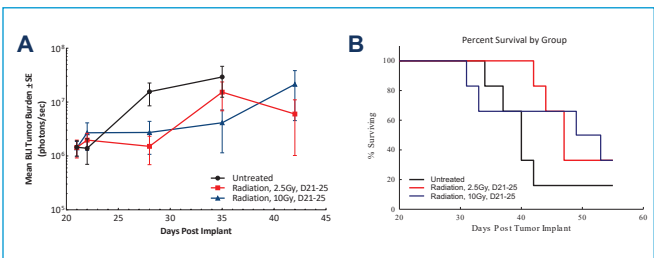 A
Mean BLI Tumor Burden ± SE
(photons/sec)
10⁸
10⁷
10⁶
10⁵
20 25 30 35 40 45
Days Post Implant
Untreated
Radiation, 2.5Gy, D21-25
Radiation, 10Gy, D21-25
B
Percent Survival by Group
% Surviving
100
80
60
40
20
0
20 30 40 50 60
Days Post Tumor Implant
Untreated
Radiation, 2.5Gy, D21-25
Radiation, 10Gy, D21-25